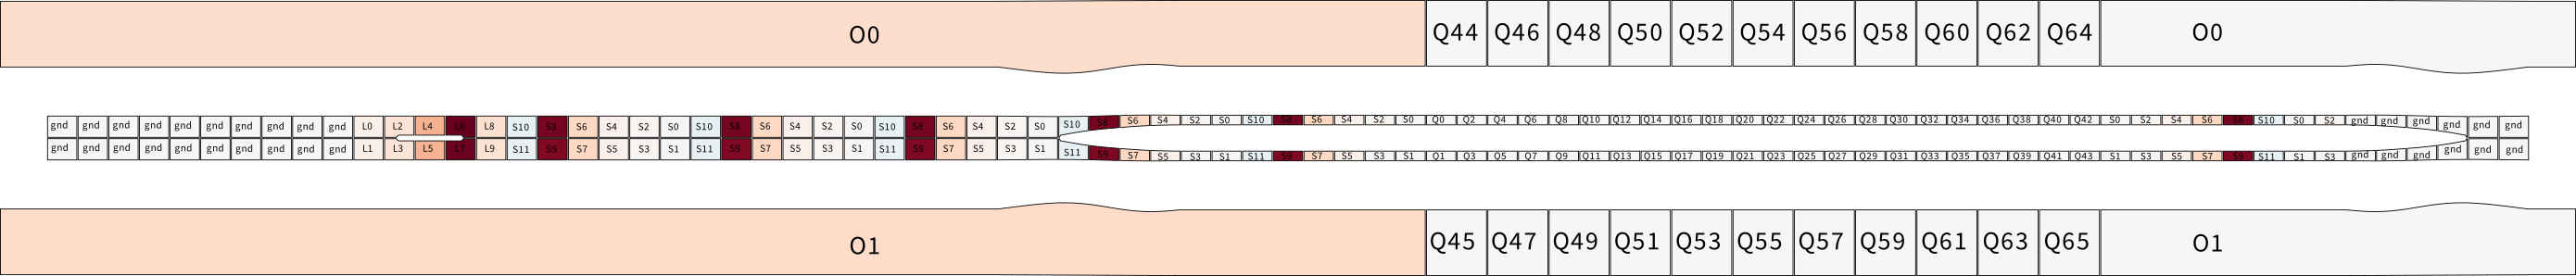 O0 Q44 Q46 Q48 Q50 Q52 Q54 Q56 Q58 Q60 Q62 Q64 O0
gnd gnd gnd gnd gnd gnd gnd gnd gnd gnd L0 L2 L4 L6 L8 S10 S8 S6 S4 S2 S0 S10 S8 S6 S4 S2 S0 S10 S8 S6 S4 S2 S0 S10 S8 S6 S4 S2 S0 S10 S8 S6 S4 S2 S0 Q0 Q2 Q4 Q6 Q8 Q10 Q12 Q14 Q16 Q18 Q20 Q22 Q24 Q26 Q28 Q30 Q32 Q34 Q36 Q38 Q40 Q42 S0 S2 S4 S6 S8 S10 S0 S2 gnd gnd gnd gnd gnd gnd
gnd gnd gnd gnd gnd gnd gnd gnd gnd gnd L1 L3 L5 L7 L9 S11 S9 S7 S5 S3 S1 S11 S9 S7 S5 S3 S1 S11 S9 S7 S5 S3 S1 S11 S9 S7 S5 S3 S1 S11 S9 S7 S5 S3 S1 Q1 Q3 Q5 Q7 Q9 Q11 Q13 Q15 Q17 Q19 Q21 Q23 Q25 Q27 Q29 Q31 Q33 Q35 Q37 Q39 Q41 Q43 S1 S3 S5 S7 S9 S11 S1 S3 gnd gnd gnd gnd gnd gnd
O1 Q45 Q47 Q49 Q51 Q53 Q55 Q57 Q59 Q61 Q63 Q65 O1